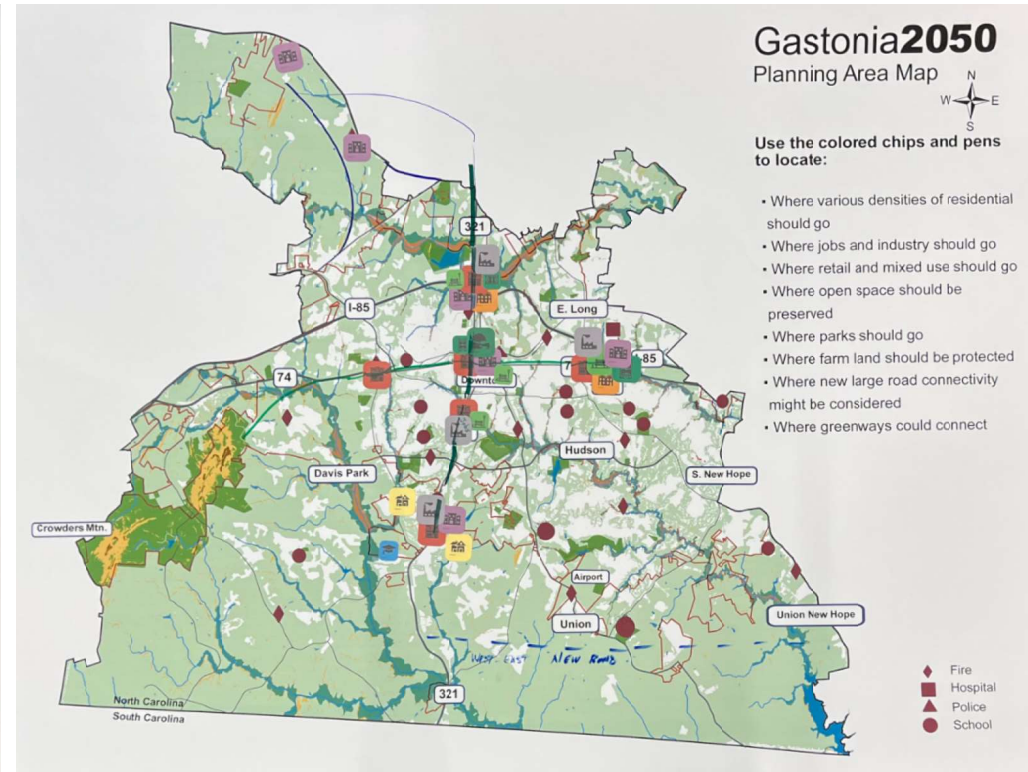 Gastonia2050
Planning Area Map
N
W
E
S
Use the colored chips and pens
to locate:
• Where various densities of residential
should go
• Where jobs and industry should go
• Where retail and mixed use should go
• Where open space should be
preserved
• Where parks should go
• Where farm land should be protected
• Where new large road connectivity
might be considered
• Where greenways could connect
321
I-85
E. Long
74
7
85
Downto
Hudson
Davis Park
S. New Hope
Crowders Mtn.
Airport
Union
Union New Hope
WEST-EAST NEW ROAD
321
North Carolina
South Carolina
Fire
Hospital
Police
School